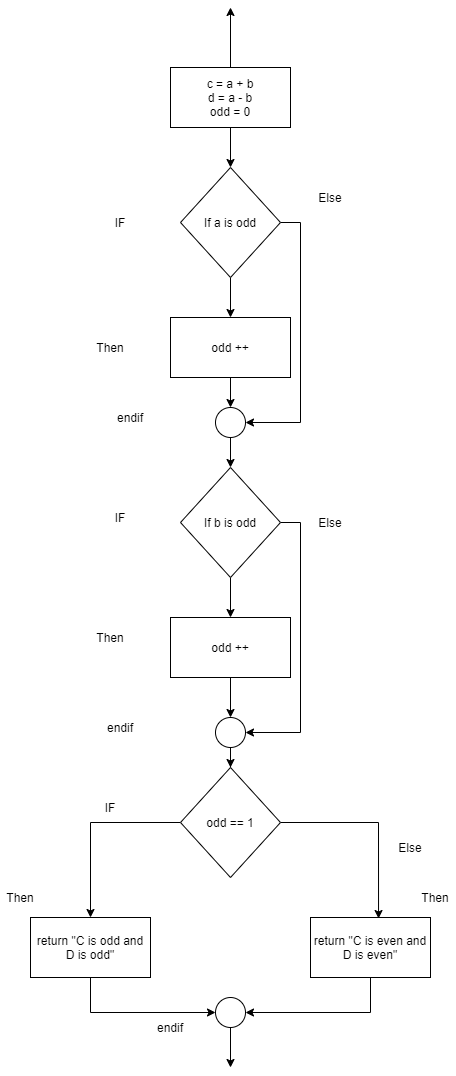 c = a + b
d = a - b
odd = 0
Else
IF
If a is odd
Then
odd ++
endif
IF
If b is odd
Else
Then
odd ++
endif
IF
odd == 1
Else
Then
Then
return "C is odd and
D is odd"
return "C is even and
D is even"
endif